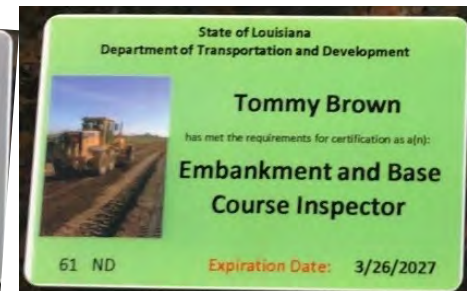 State of Louisiana
Department of Transportation and Development
Tommy Brown
has met the requirements for certification as a(n):
Embankment and Base
Course Inspector
61 ND
Expiration Date: 3/26/2027